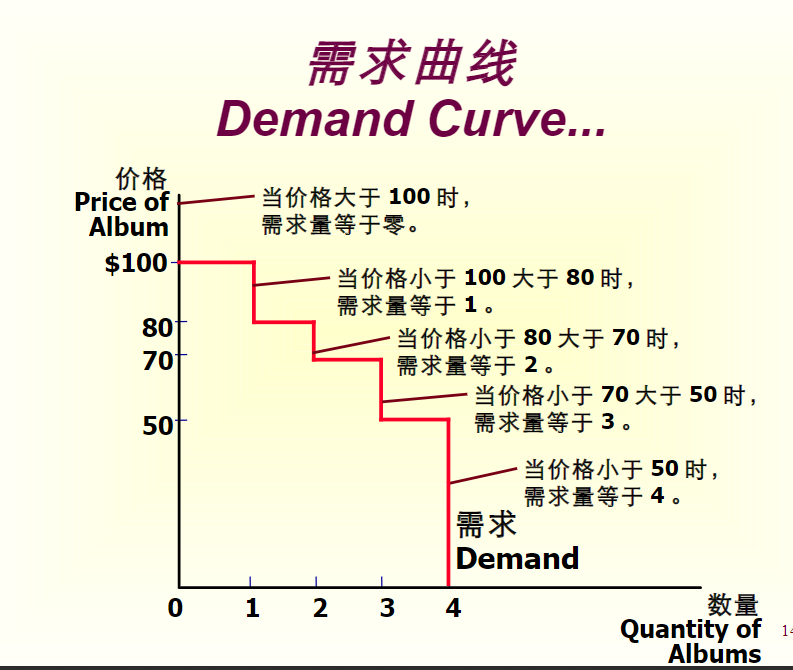 需求曲线
Demand Curve...
价格
Price of
Album
当价格大于 100 时，
需求量等于零。
$100
当价格小于 100 大于 80 时，
需求量等于 1 。
80
当价格小于 80 大于 70 时，
需求量等于 2 。
70
当价格小于 70 大于 50 时，
需求量等于 3 。
50
当价格小于 50 时，
需求量等于 4 。
需求
Demand
0 1 2 3 4
数量
Quantity of
Albums